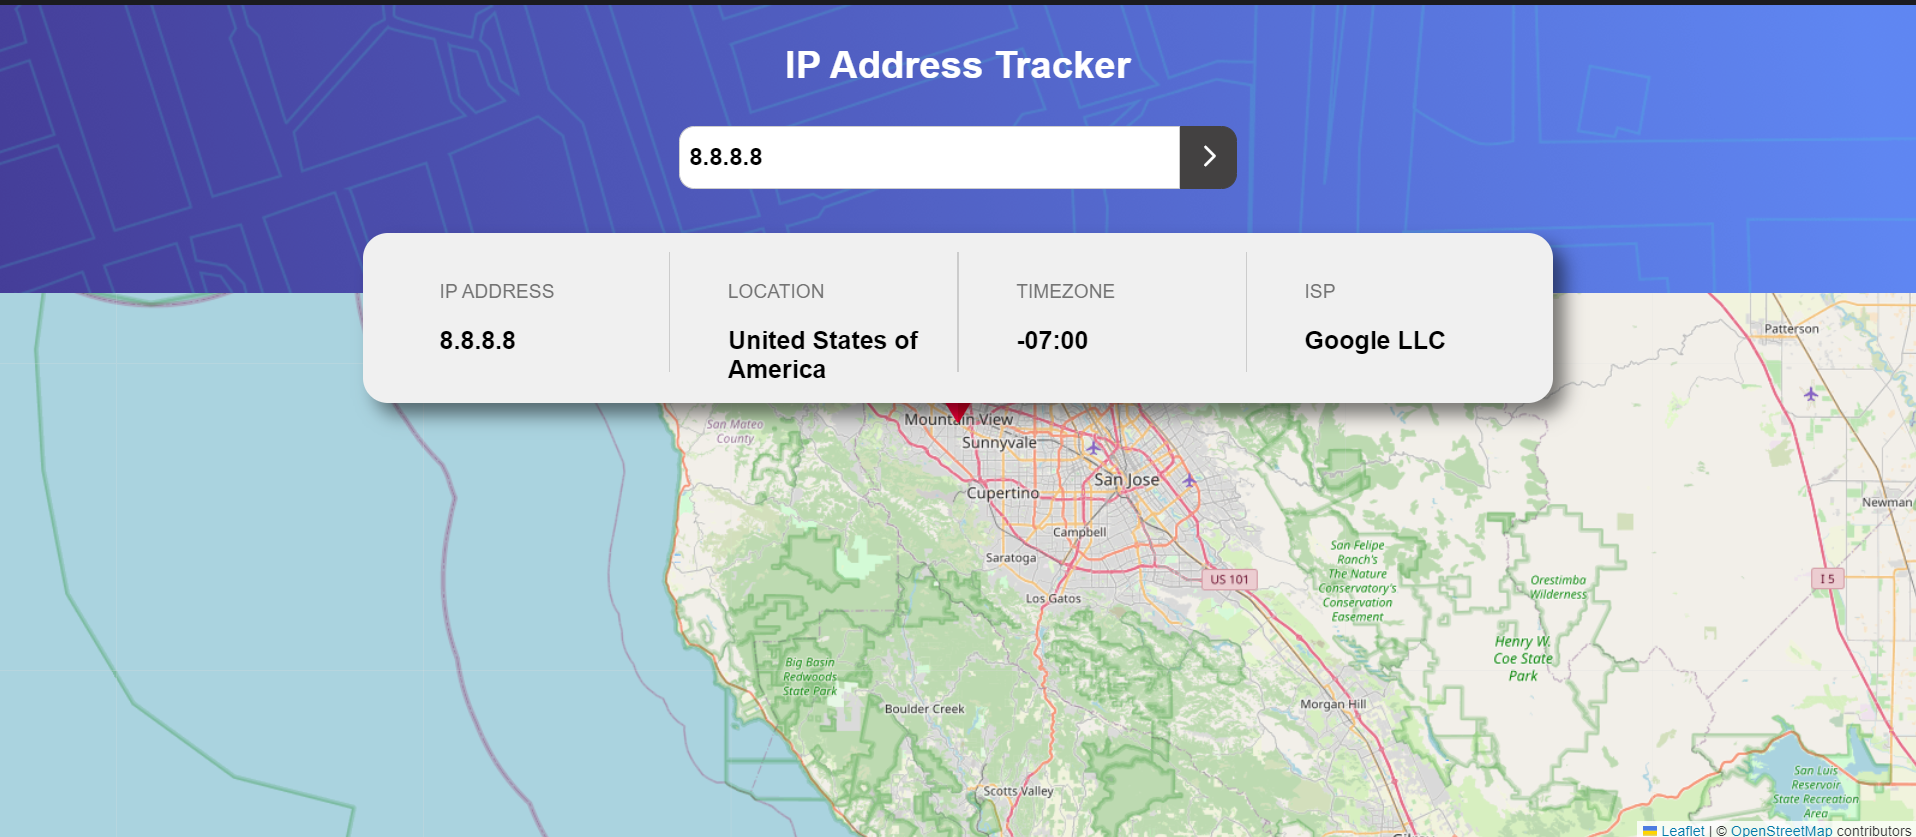 IP Address Tracker
8.8.8.8
IP ADDRESS
8.8.8.8
LOCATION
United States of
America
TIMEZONE
-07:00
ISP
Google LLC
Patterson
Mountain View
San Mateo
County
Sunnyvale
San Jose
Cupertino
Newman
Campbell
Saratoga
San Felipe
Ranch's
The Nature
Conservancy's
Conservation
Easement
US 101
I 5
Orestimba
Wilderness
Los Gatos
Henry W.
Coe State
Park
Big Basin
Redwoods
State Park
Boulder Creek
Morgan Hill
Scotts Valley
San Luis
Reservoir
State Recreation
Area
Leaflet | © OpenStreetMap contributors